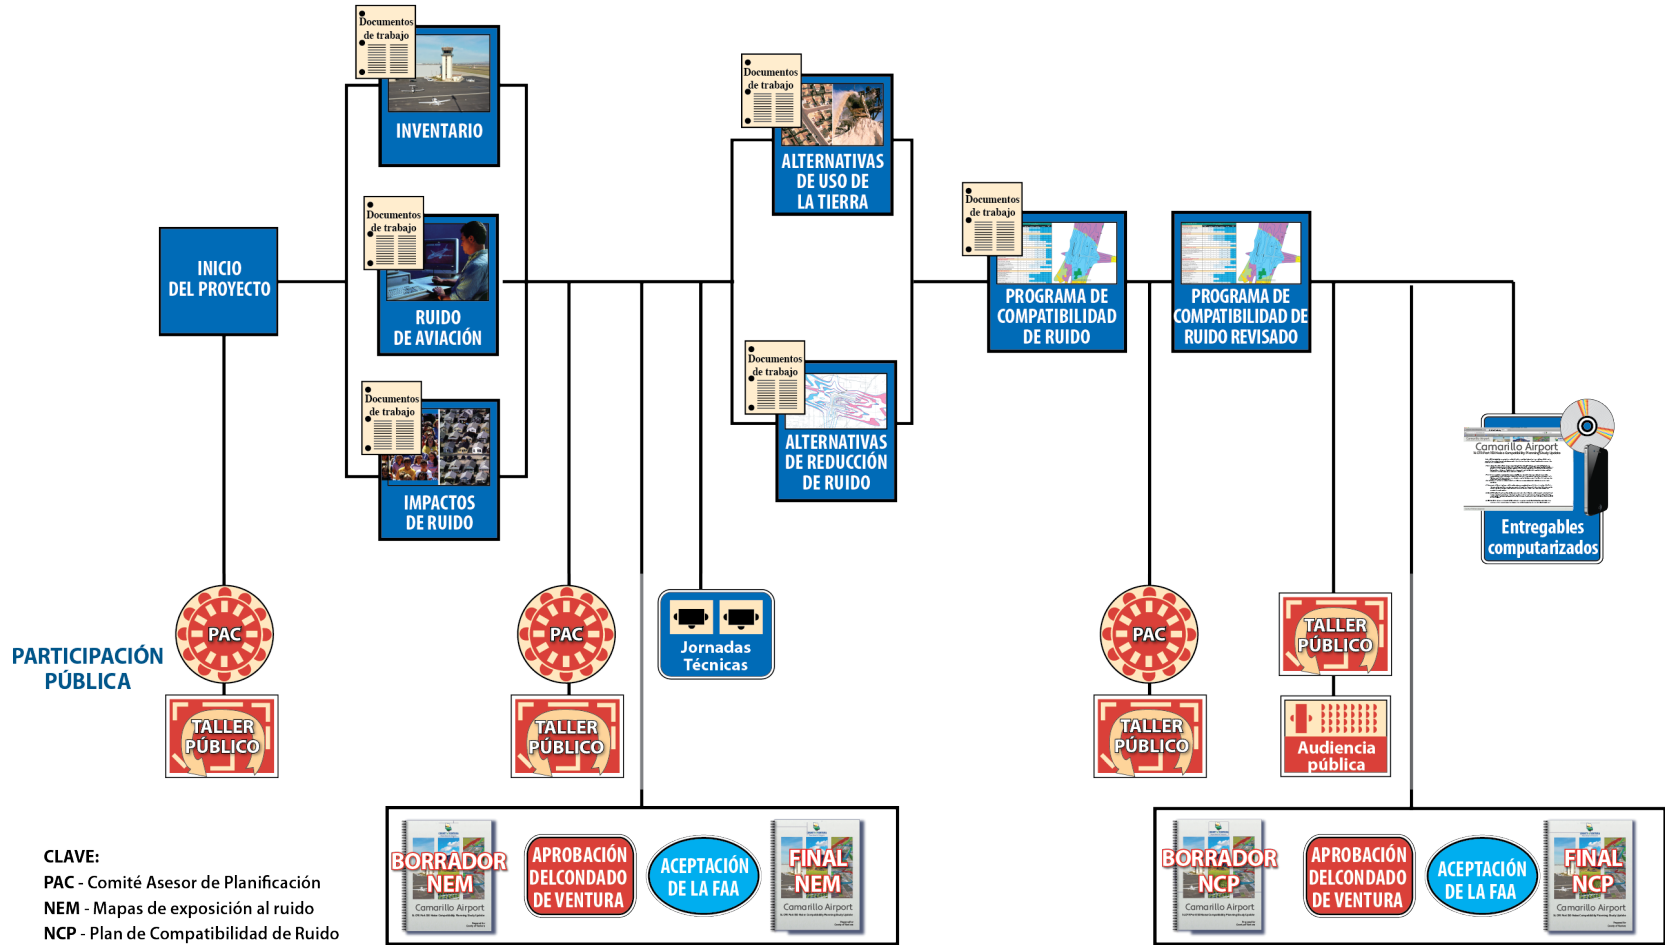 Documentos
de trabajo
INVENTARIO
Documentos
de trabajo
ALTERNATIVAS
DE USO DE
LA TIERRA
Documentos
de trabajo
RUIDO
DE AVIACIÓN
INICIO
DEL PROYECTO
Documentos
de trabajo
PROGRAMA DE
COMPATIBILIDAD
DE RUIDO
PROGRAMA DE
COMPATIBILIDAD DE
RUIDO REVISADO
Documentos
de trabajo
IMPACTOS
DE RUIDO
Documentos
de trabajo
ALTERNATIVAS
DE REDUCCIÓN
DE RUIDO
Camarillo Airport
Entregables
computarizados
PARTICIPACIÓN
PÚBLICA
PAC
TALLER
PÚBLICO
PAC
TALLER
PÚBLICO
Jornadas
Técnicas
PAC
TALLER
PÚBLICO
TALLER
PÚBLICO
Audiencia
pública
BORRADOR
NEM
Camarillo Airport
APROBACIÓN
DELCONDADO
DE VENTURA
ACEPTACIÓN
DE LA FAA
FINAL
NEM
Camarillo Airport
BORRADOR
NCP
Camarillo Airport
APROBACIÓN
DELCONDADO
DE VENTURA
ACEPTACIÓN
DE LA FAA
FINAL
NCP
Camarillo Airport
CLAVE:
PAC - Comité Asesor de Planificación
NEM - Mapas de exposición al ruido
NCP - Plan de Compatibilidad de Ruido